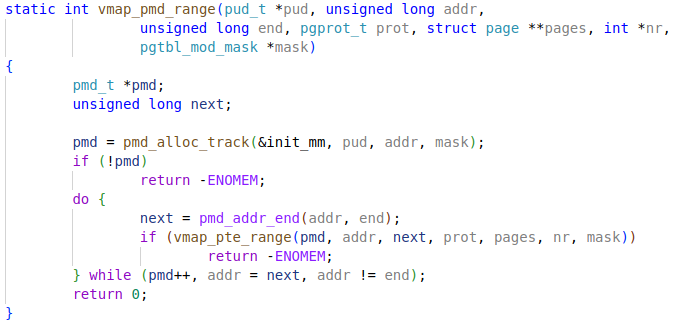 static int vmap_pmd_range(pud_t *pud, unsigned long addr,
                unsigned long end, pgprot_t prot, struct page **pages, int *nr,
                pgtbl_mod_mask *mask)
{
        pmd_t *pmd;
        unsigned long next;

        pmd = pmd_alloc_track(&init_mm, pud, addr, mask);
        if (!pmd)
                return -ENOMEM;
        do {
                next = pmd_addr_end(addr, end);
                if (vmap_pte_range(pmd, addr, next, prot, pages, nr, mask))
                        return -ENOMEM;
        } while (pmd++, addr = next, addr != end);
        return 0;
}